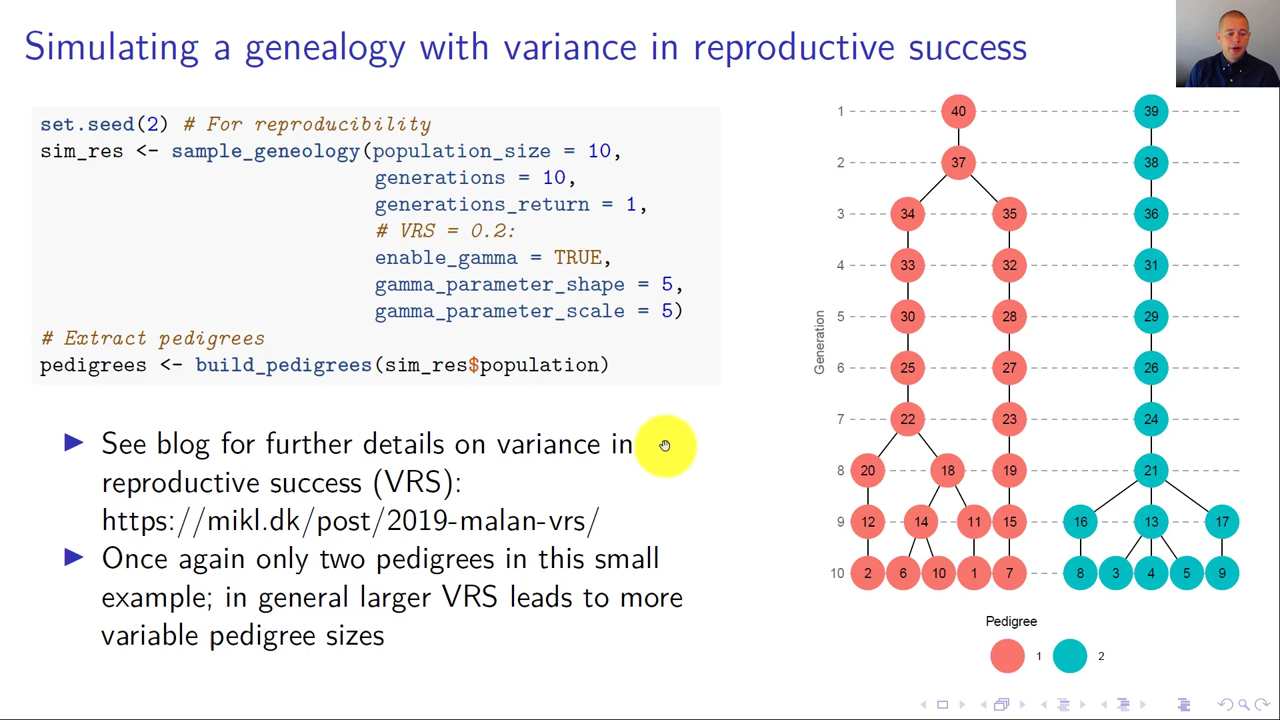 Simulating a genealogy with variance in reproductive success
set.seed(2) # For reproducibility
sim_res <- sample_geneology(population_size = 10,
generations = 10,
generations_return = 1,
# VRS = 0.2:
enable_gamma = TRUE,
gamma_parameter_shape = 5,
gamma_parameter_scale = 5)
# Extract pedigrees
pedigrees <- build_pedigrees(sim_res$population)
See blog for further details on variance in
reproductive success (VRS):
https://mikl.dk/post/2019-malan-vrs/
Once again only two pedigrees in this small
example; in general larger VRS leads to more
variable pedigree sizes
Generation
1 40 39
2 37 38
3 34 35 36
4 33 32 31
5 30 28 29
6 25 27 26
7 22 23 24
8 20 18 19 21
9 12 14 11 15 16 13 17
10 2 6 10 1 7 8 3 4 5 9
Pedigree
1 2